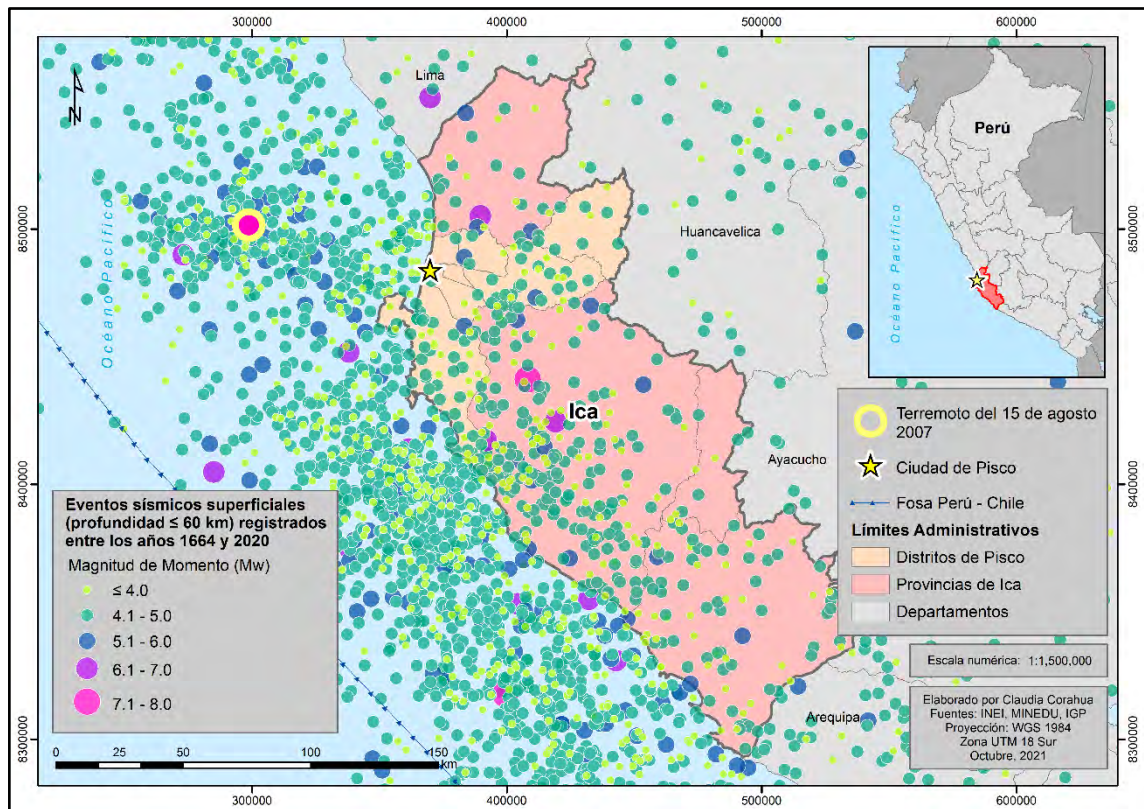 300000
400000
500000
600000
8500000
8400000
8300000
8500000
8400000
8300000
N
Océano Pacífico
Lima
Huancavelica
Ica
Ayacucho
Arequipa
Perú
Océano Pacífico
Terremoto del 15 de agosto
2007
Ciudad de Pisco
Fosa Perú - Chile
Límites Administrativos
Distritos de Pisco
Provincias de Ica
Departamentos
Eventos sísmicos superficiales
(profundidad ≤ 60 km) registrados
entre los años 1664 y 2020
Magnitud de Momento (Mw)
≤ 4.0
4.1 - 5.0
5.1 - 6.0
6.1 - 7.0
7.1 - 8.0
0 25 50 100 150
km
Escala numérica: 1:1,500,000
Elaborado por Claudia Corahua
Fuentes: INEI, MINEDU, IGP
Proyección: WGS 1984
Zona UTM 18 Sur
Octubre, 2021
300000
400000
500000
600000